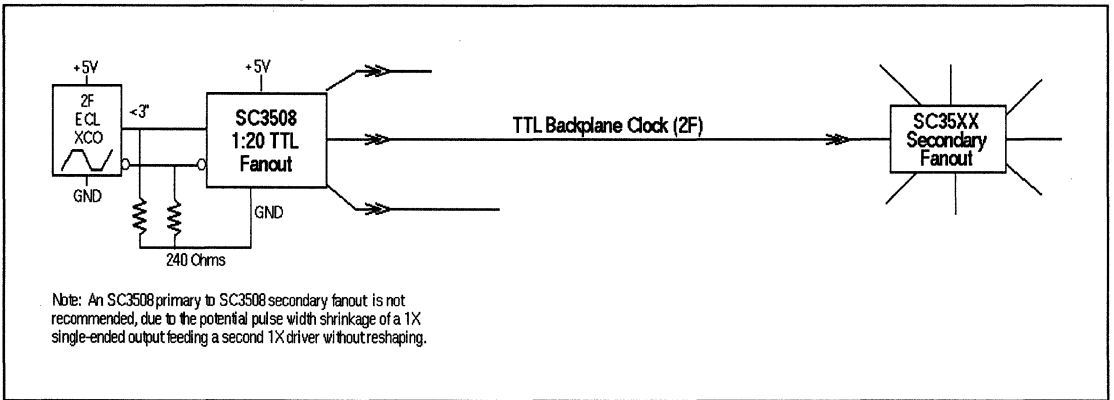 +5V
2F
ECL
XCO
GND
<3"
+5V
SC3508
1:20 TTL
Fanout
GND
240 Ohms
TTL Backplane Clock (2F)
SC35XX
Secondary
Fanout
Note: An SC3508 primary to SC3508 secondary fanout is not
recommended, due to the potential pulse width shrinkage of a 1X
single-ended output feeding a second 1X driver without reshaping.